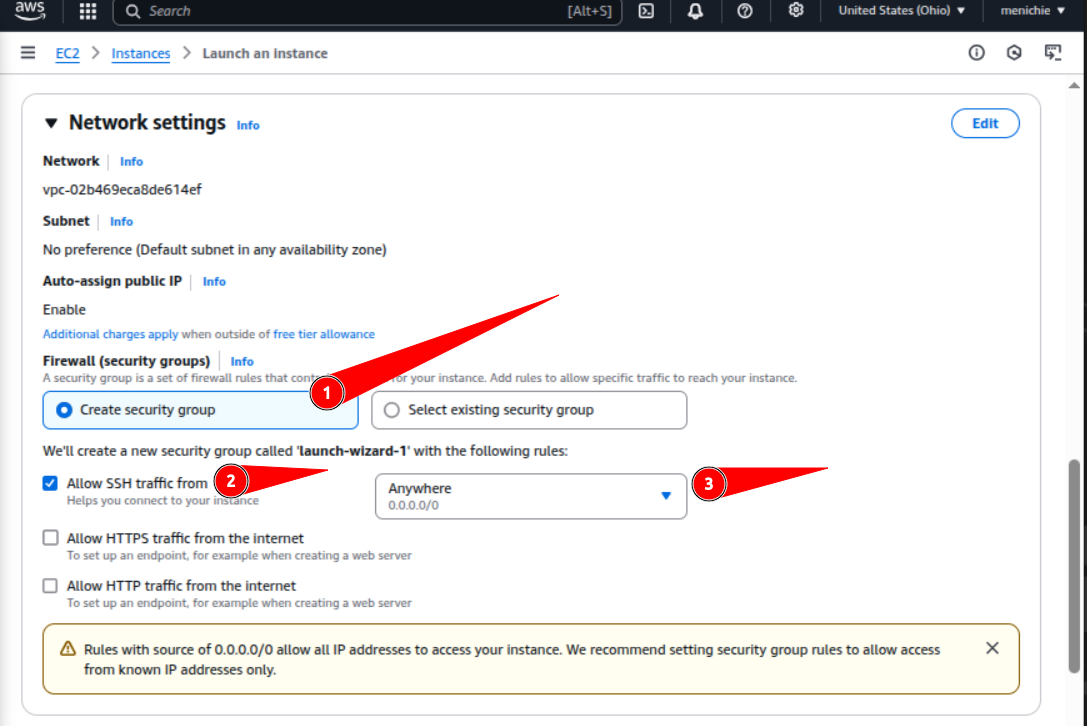 aws
Search [Alt+S] United States (Ohio) menichie
EC2 > Instances > Launch an instance
Network settings Info Edit
Network Info
vpc-02b469eca8de614ef
Subnet Info
No preference (Default subnet in any availability zone)
Auto-assign public IP Info
Enable
Additional charges apply when outside of free tier allowance
Firewall (security groups) Info
A security group is a set of firewall rules that for your instance. Add rules to allow specific traffic to reach your instance.
1
Create security group Select existing security group
We'll create a new security group called 'launch-wizard-1' with the following rules:
Allow SSH traffic from 2 Anywhere 3
Helps you connect to your instance 0.0.0.0/0
Allow HTTPS traffic from the internet
To set up an endpoint, for example when creating a web server
Allow HTTP traffic from the internet
To set up an endpoint, for example when creating a web server
Rules with source of 0.0.0.0/0 allow all IP addresses to access your instance. We recommend setting security group rules to allow access
from known IP addresses only.